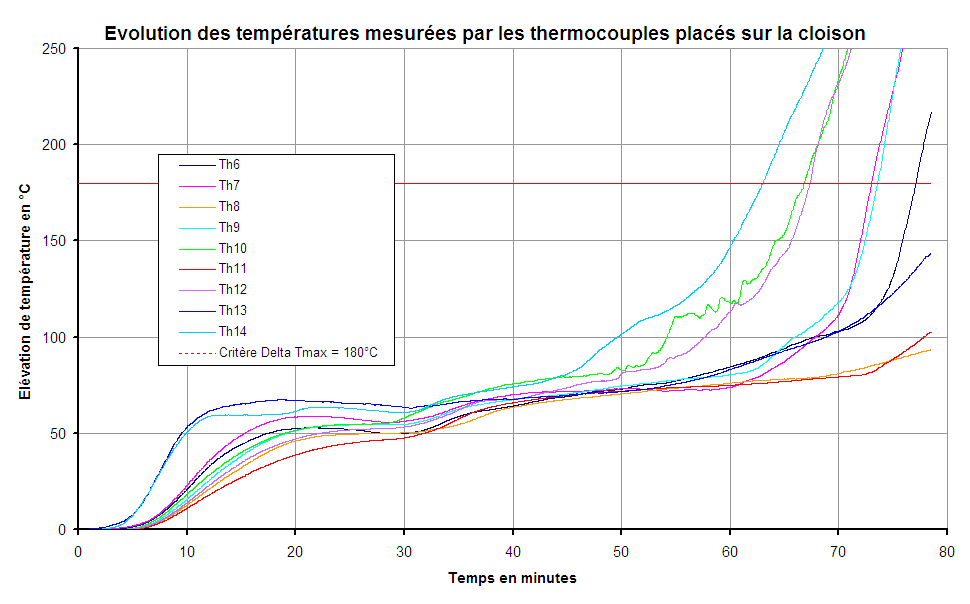 Evolution des températures mesurées par les thermocouples placés sur la cloison
250
200
150
100
50
0
Elévation de température en °C
Th6
Th7
Th8
Th9
Th10
Th11
Th12
Th13
Th14
Critère Delta Tmax = 180°C
0 10 20 30 40 50 60 70 80
Temps en minutes